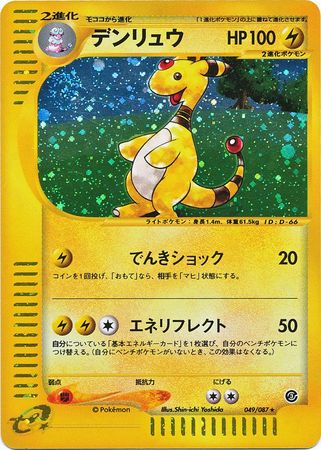 2進化
モココから進化
「1進化ポケモン」の上に重ねて進化させます。
デンリュウ HP100
2進化ポケモン
ライトポケモン:身長1.4m、体重61.5kg ID:D-66
でんきショック 20
コインを1回投げ、「おもて」なら、相手を「マヒ」状態にする。
エネリフレクト 50
自分についている「基本エネルギーカード」を1枚選び、自分のベンチポケモンに
つけ替える。(自分にベンチポケモンがいないとき、この効果はなくなる。)
弱点 抵抗力 にげる
©Pokémon Illus.Shin-ichi Yoshida 049/087★
e